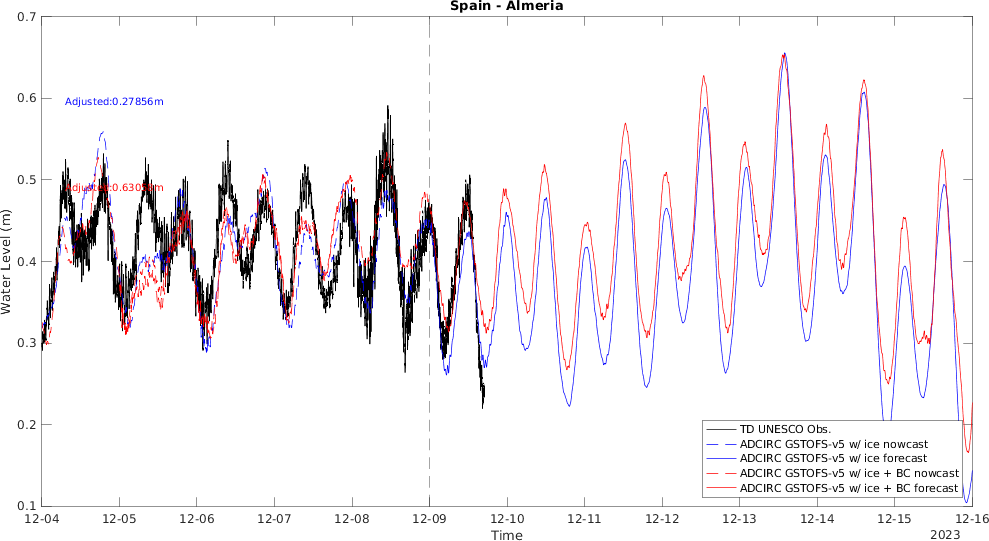 Spain - Almeria
0.7
0.6
0.5
0.4
0.3
0.2
0.1
Water Level (m)
Adjusted:0.27856m
TD UNESCO Obs.
ADCIRC GSTOFS-v5 w/ ice nowcast
ADCIRC GSTOFS-v5 w/ ice forecast
ADCIRC GSTOFS-v5 w/ ice + BC nowcast
ADCIRC GSTOFS-v5 w/ ice + BC forecast
12-04 12-05 12-06 12-07 12-08 12-09 12-10 12-11 12-12 12-13 12-14 12-15 12-16
Time
2023